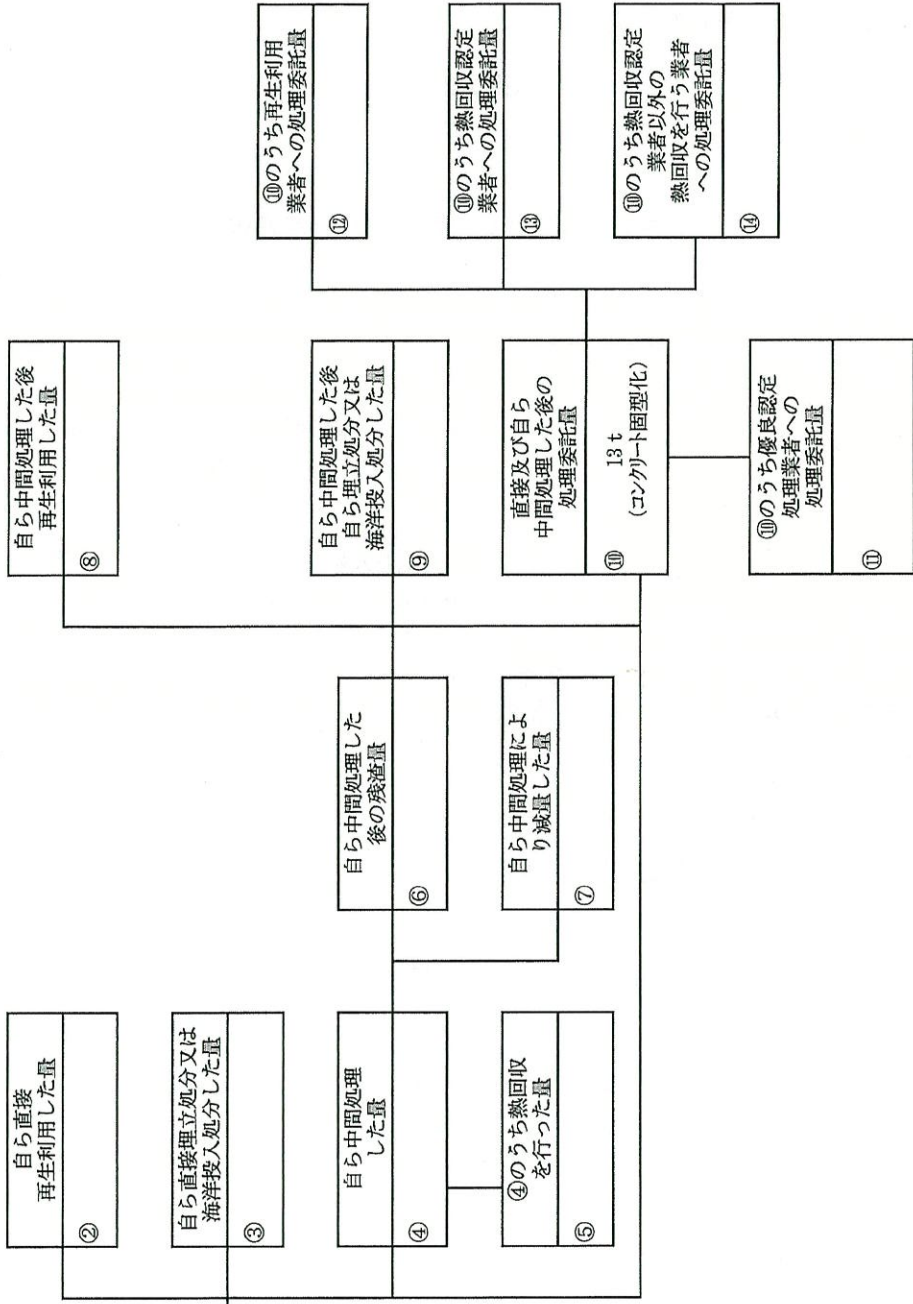 自ら直接
再生利用した量
②
自ら直接埋立処分又は
海洋投入処分した量
③
自ら中間処理
した量
④
④のうち熱回収
を行った量
⑤
自ら中間処理した
後の残渣量
⑥
自ら中間処理によ
り減量した量
⑦
自ら中間処理した後
再生利用した量
⑧
自ら中間処理した後
自ら埋立処分又は
海洋投入処分した量
⑨
直接及び自ら
中間処理した後の
処理委託量
⑩
13 t
(コンクリート固型化)
⑩のうち優良認定
処理業者への
処理委託量
⑪
⑩のうち再生利用
業者への処理委託量
⑫
⑩のうち熱回収認定
業者への処理委託量
⑬
⑩のうち熱回収認定
業者以外の
熱回収を行う業者
への処理委託量
⑭